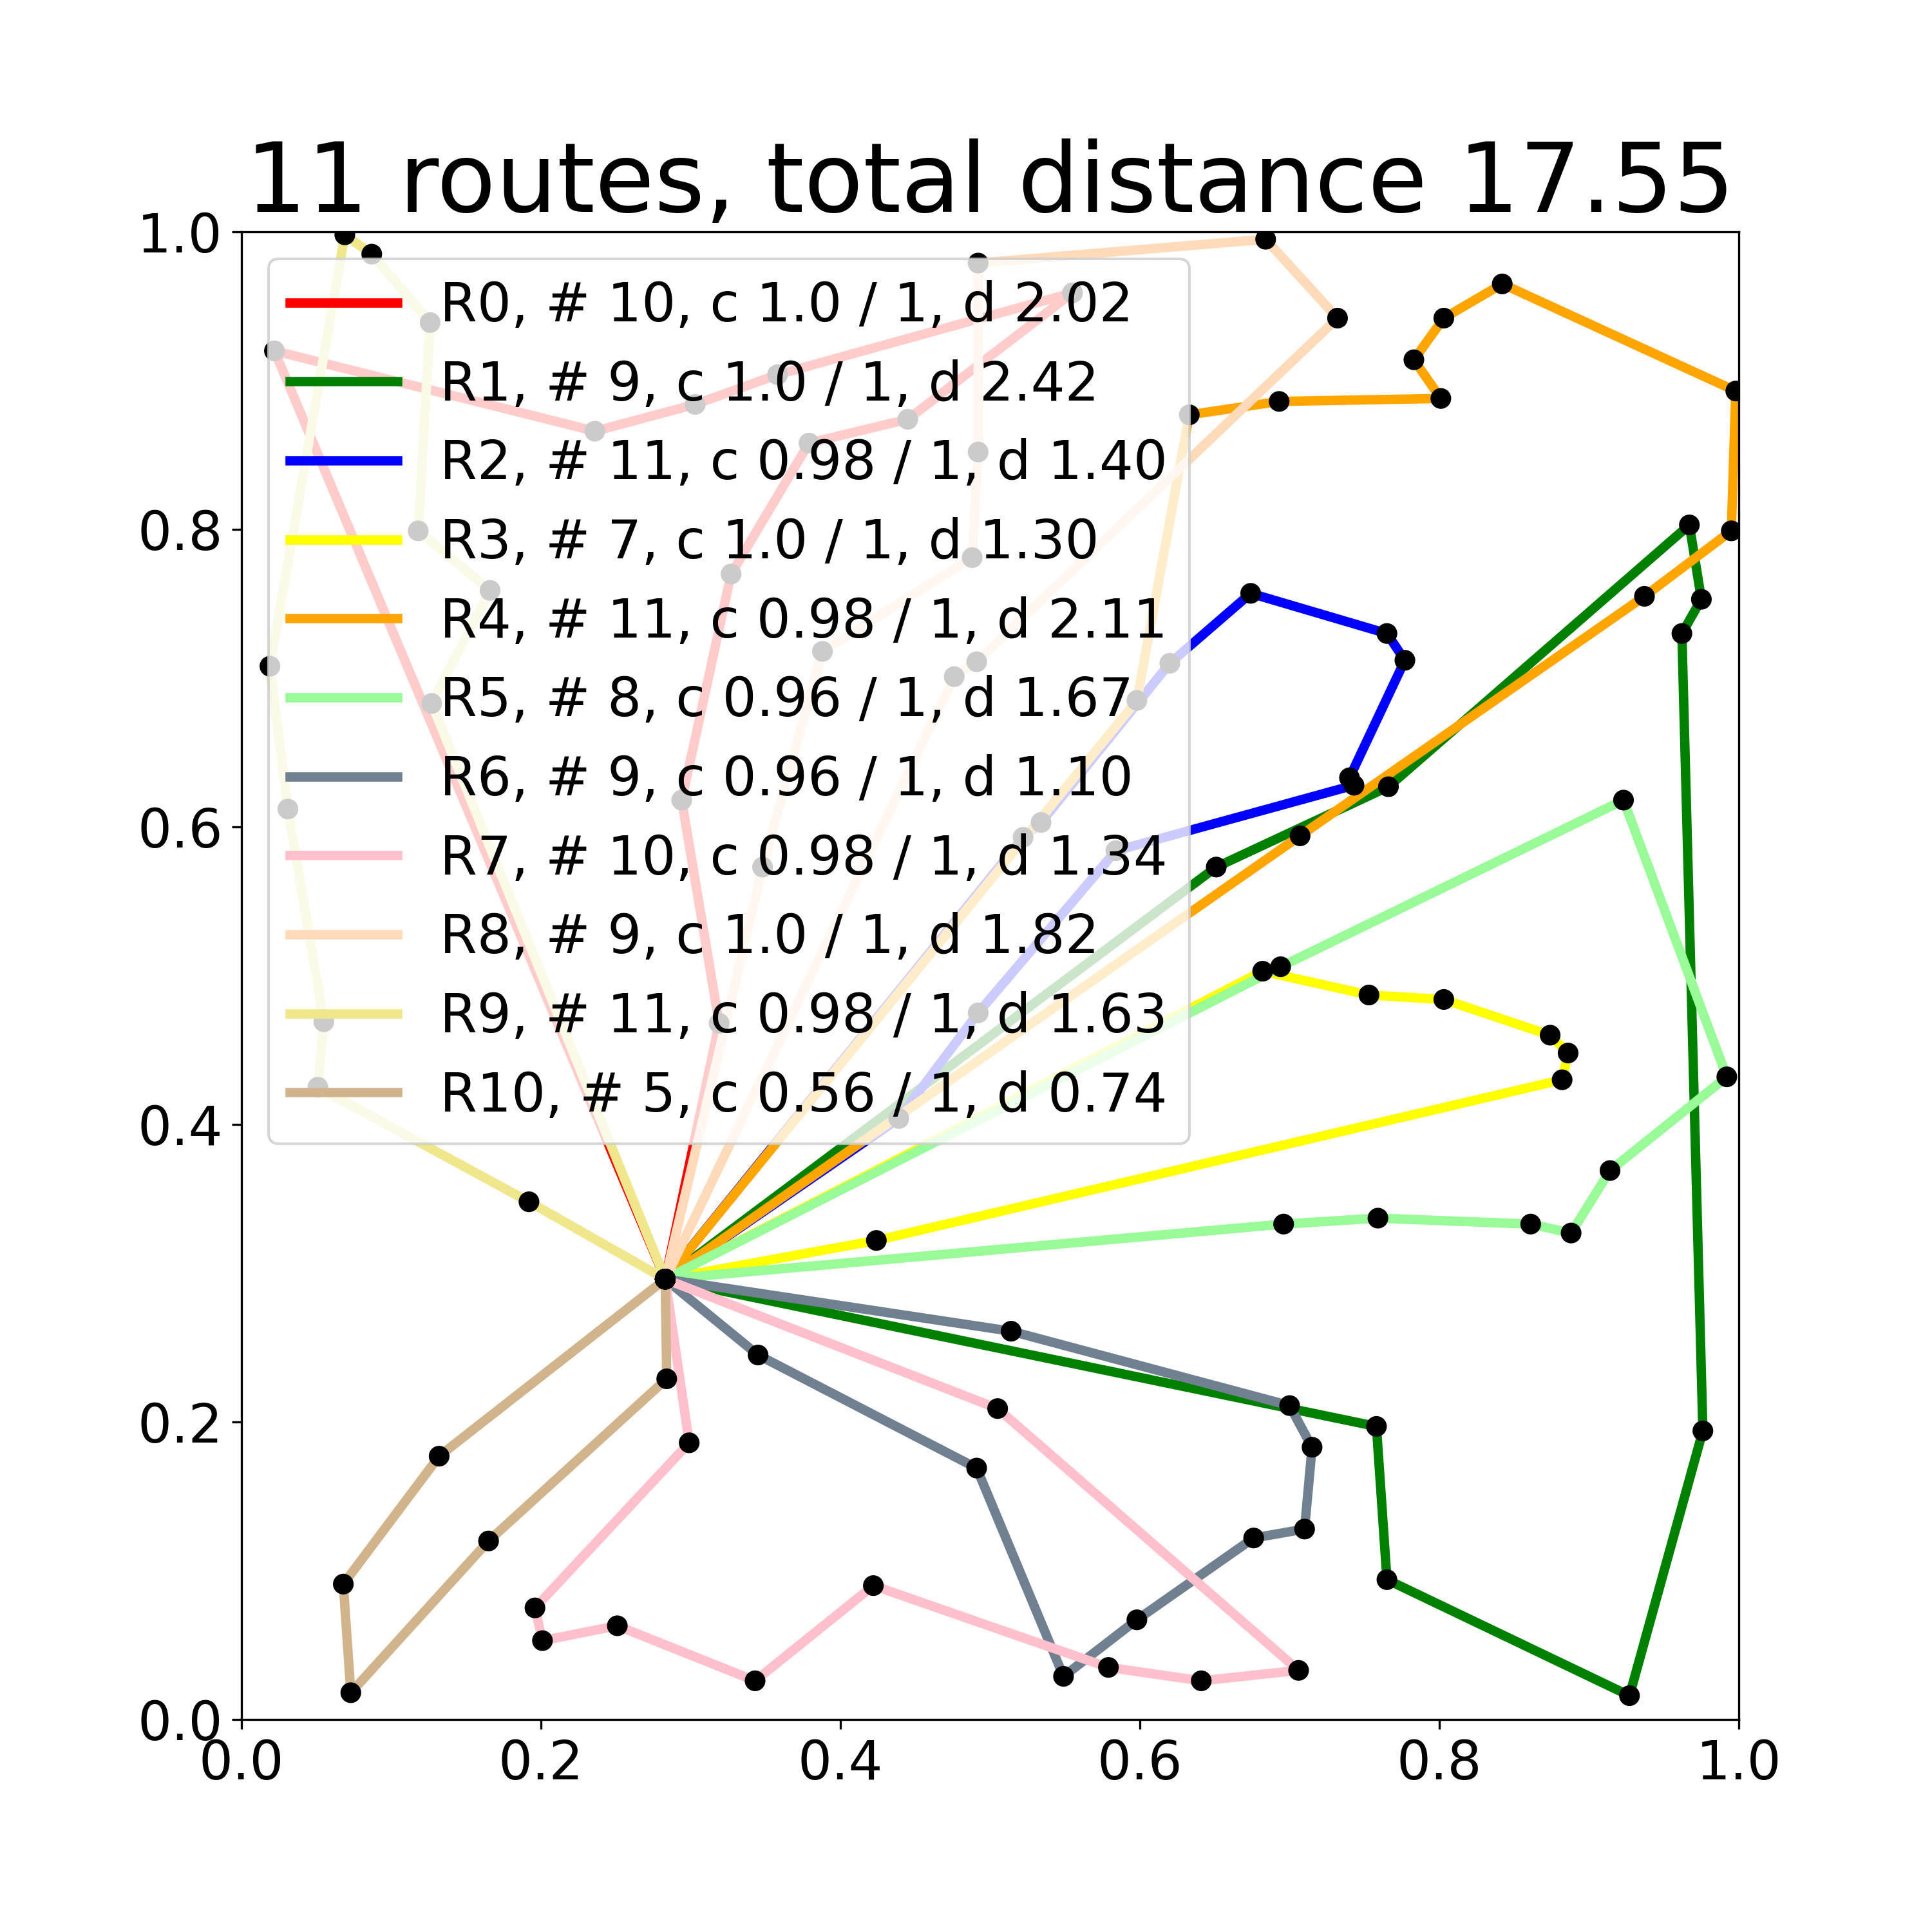 11 routes, total distance 17.55
1.0
0.8
0.6
0.4
0.2
0.0
R0, # 10, c 1.0 / 1, d 2.02
R1, # 9, c 1.0 / 1, d 2.42
R2, # 11, c 0.98 / 1, d 1.40
R3, # 7, c 1.0 / 1, d 1.30
R4, # 11, c 0.98 / 1, d 2.11
R5, # 8, c 0.96 / 1, d 1.67
R6, # 9, c 0.96 / 1, d 1.10
R7, # 10, c 0.98 / 1, d 1.34
R8, # 9, c 1.0 / 1, d 1.82
R9, # 11, c 0.98 / 1, d 1.63
R10, # 5, c 0.56 / 1, d 0.74
0.0 0.2 0.4 0.6 0.8 1.0